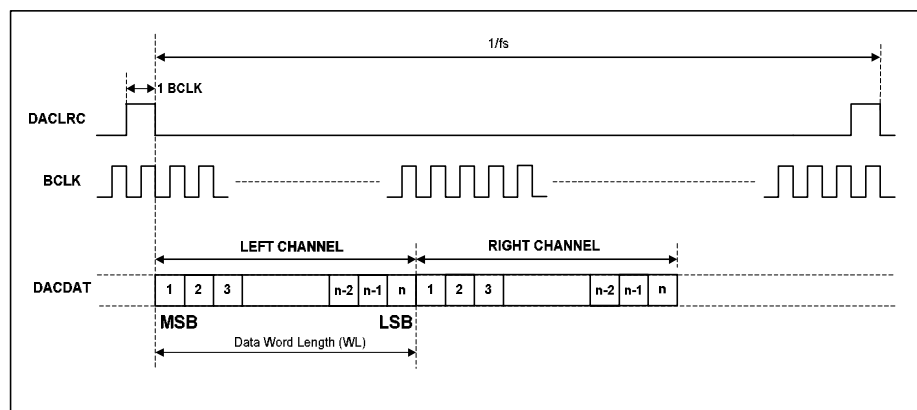 1/fs
1 BCLK
DACLRC
BCLK
LEFT CHANNEL RIGHT CHANNEL
DACDAT 1 2 3 n-2 n-1 n 1 2 3 n-2 n-1 n
MSB LSB
Data Word Length (WL)